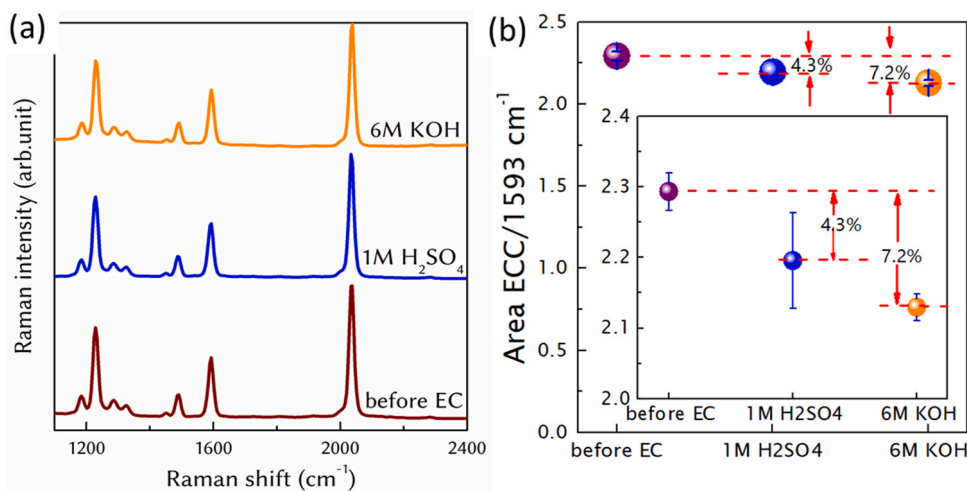 (a)
Raman intensity (arb.unit)
6M KOH
1M H₂SO₄
before EC
1200 1600 2000 2400
Raman shift (cm⁻¹)
(b)
Area ECC/1593 cm⁻¹
2.5
2.0
1.5
1.0
0.5
0.0
4.3%
7.2%
2.4
2.3
2.2
2.1
2.0
4.3%
7.2%
before EC 1M H2SO4 6M KOH
before EC 1M H2SO4 6M KOH